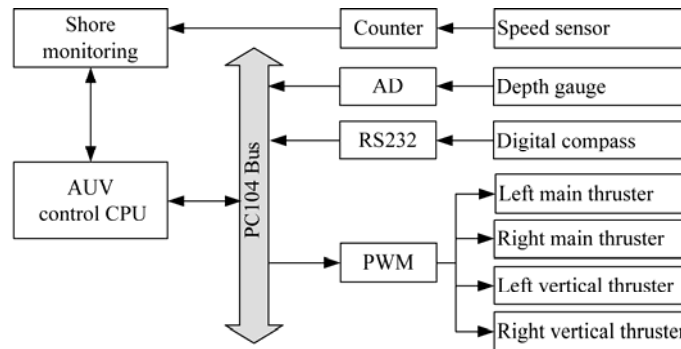 Shore
monitoring
Counter
Speed sensor
AD
Depth gauge
RS232
Digital compass
AUV
control CPU
PC104 Bus
PWM
Left main thruster
Right main thruster
Left vertical thruster
Right vertical thruster